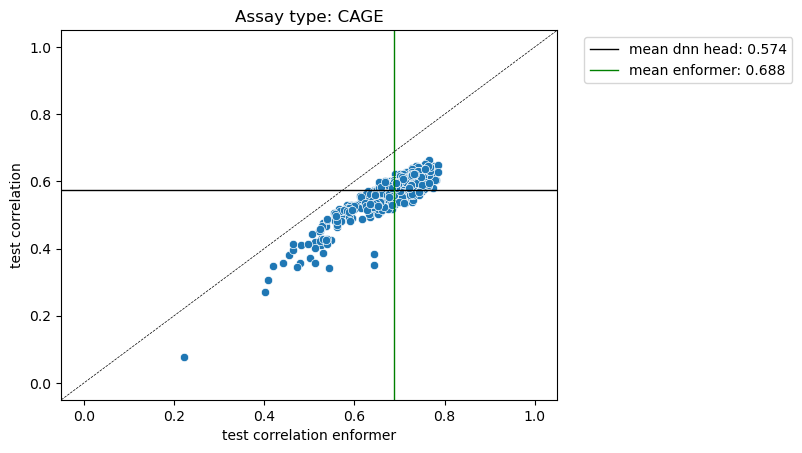 Assay type: CAGE
mean dnn head: 0.574
mean enformer: 0.688
test correlation
1.0
0.8
0.6
0.4
0.2
0.0
0.0 0.2 0.4 0.6 0.8 1.0
test correlation enformer